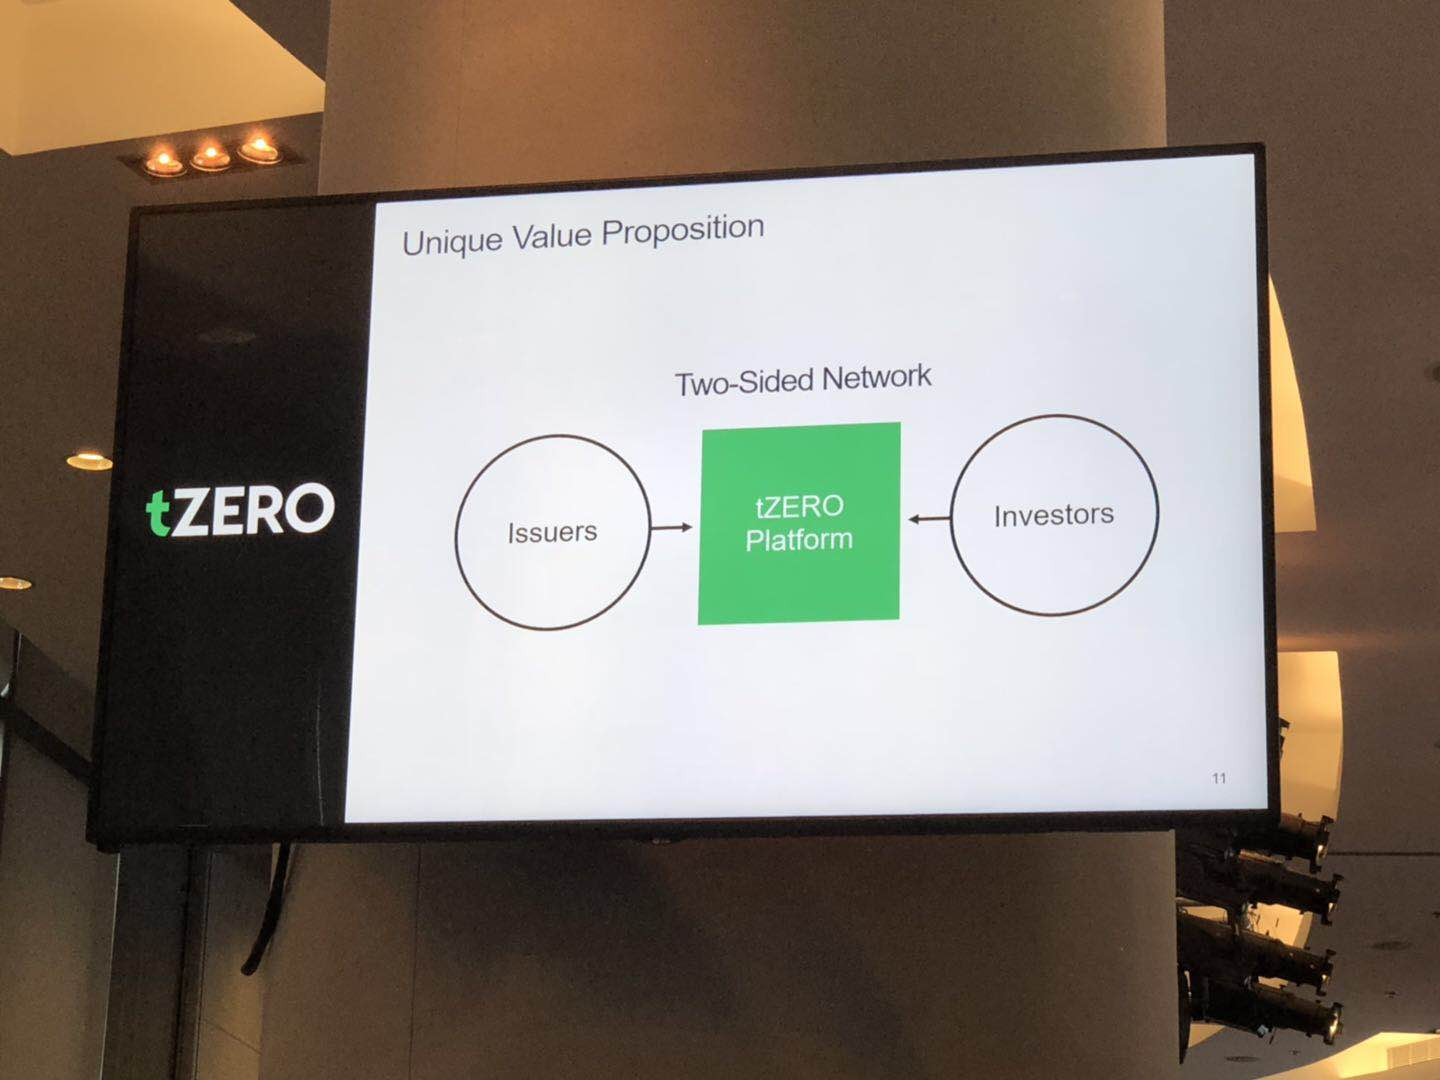 Unique Value Proposition
Two-Sided Network
tZERO
Issuers
tZERO
Platform
Investors
11